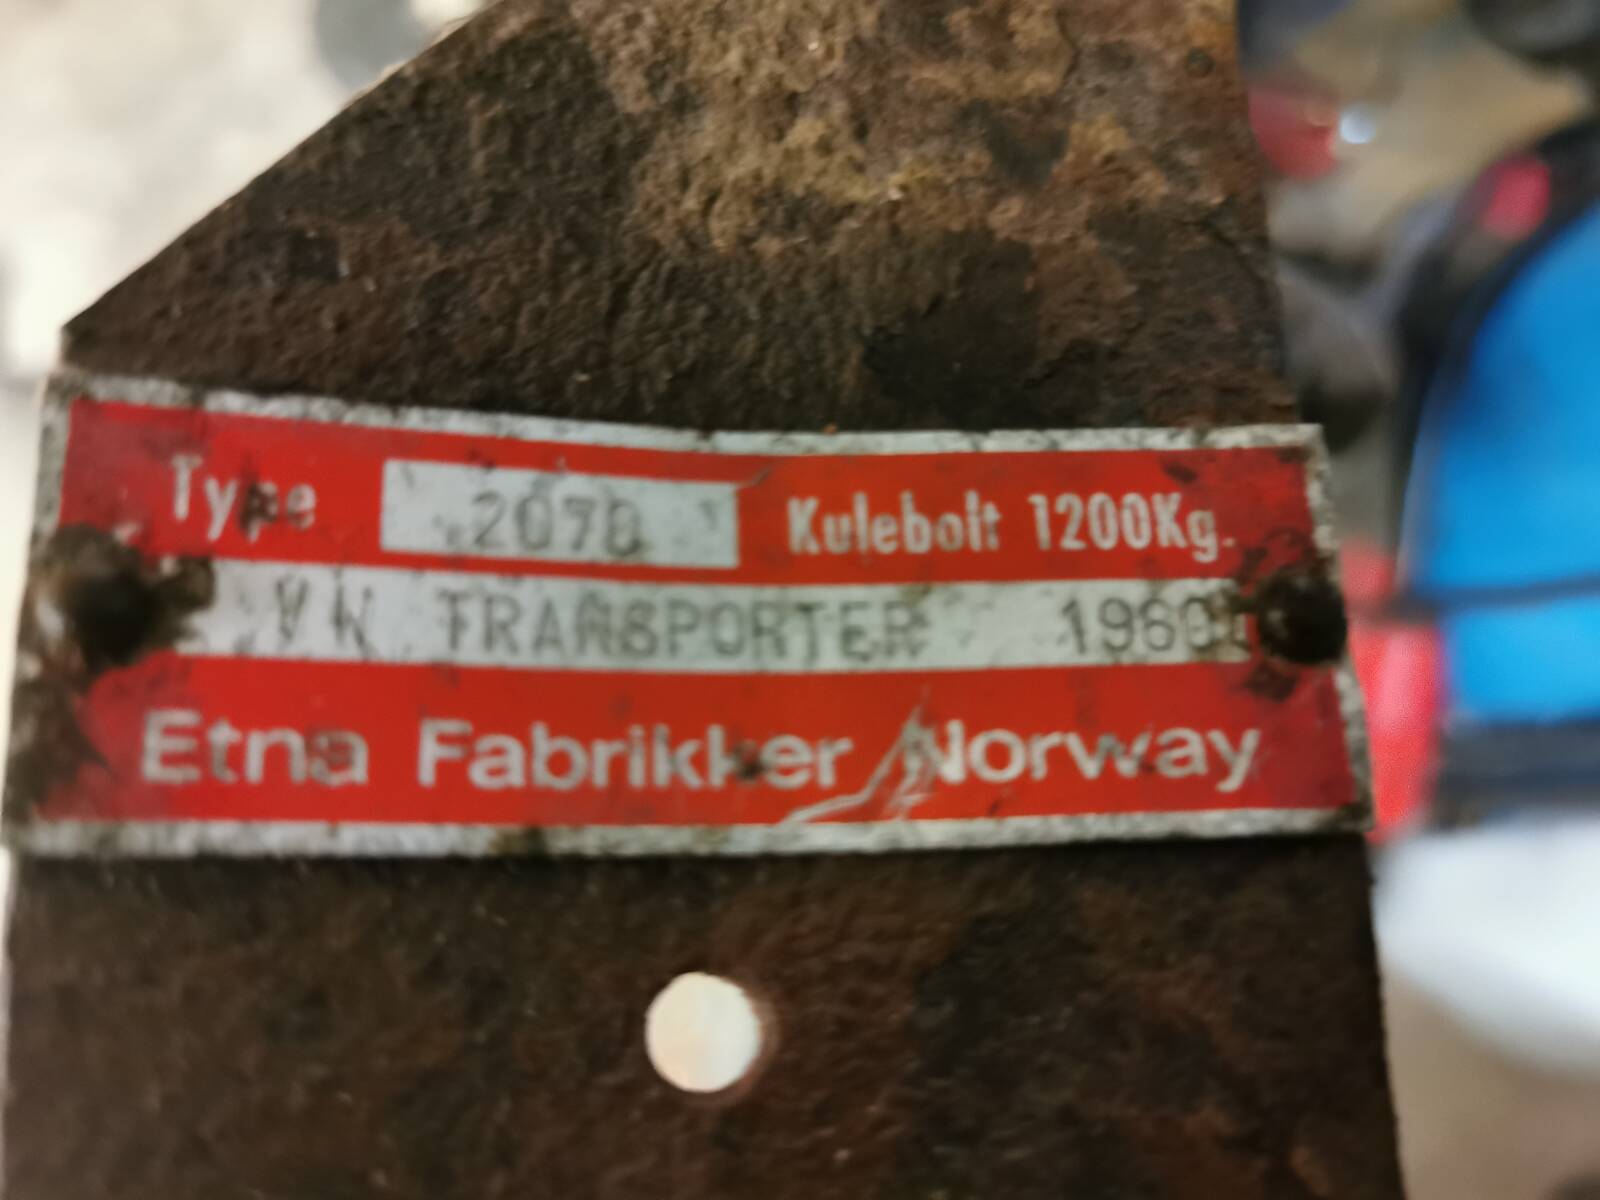 Type 2070 Kulebolt 1200Kg.
VW TRANSPORTER 1960
Etna Fabrikker Norway